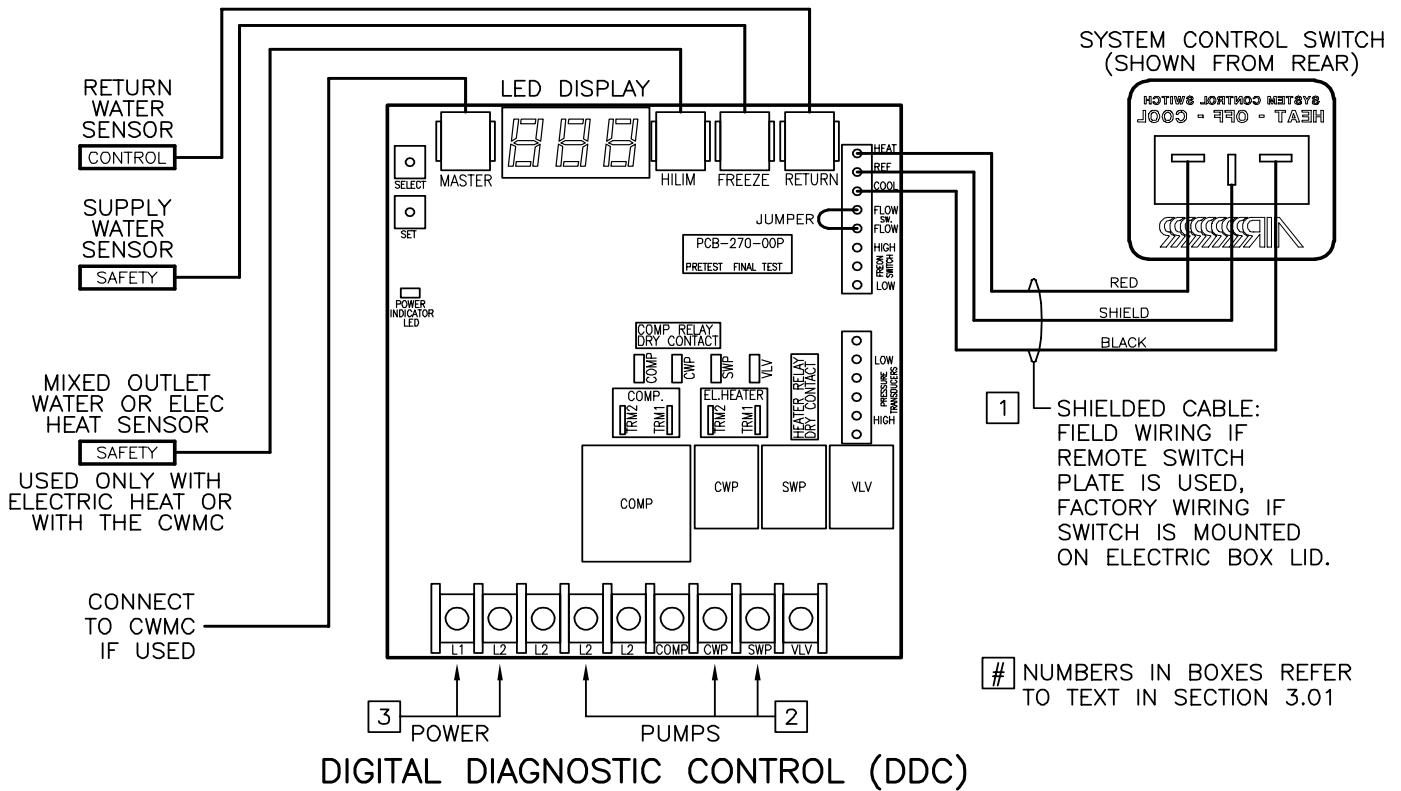 RETURN
WATER
SENSOR
CONTROL
SUPPLY
WATER
SENSOR
SAFETY
MIXED OUTLET
WATER OR ELEC
HEAT SENSOR
SAFETY
USED ONLY WITH
ELECTRIC HEAT OR
WITH THE CWMC
CONNECT
TO CWMC
IF USED
LED DISPLAY
MASTER
HILIM
FREEZE
RETURN
SELECT
SET
POWER
INDICATOR
LED
HEAT
REF
COOL
JUMPER
FLOW
SW.
FLOW
HIGH
FREON
SWITCH
LOW
PCB-270-00P
PRETEST FINAL TEST
COMP RELAY
DRY CONTACT
COMP
CWP
SWP
VLV
COMP.
TRM2
TRM1
EL.HEATER
TRM2
TRM1
HEATER RELAY
DRY CONTACT
LOW
PRESSURE
TRANSDUCERS
HIGH
COMP
CWP
SWP
VLV
L1
L2
L2
L2
L2
COMP
CWP
SWP
VLV
3
POWER
PUMPS
2
SYSTEM CONTROL SWITCH
(SHOWN FROM REAR)
SYSTEM CONTROL SWITCH
HEAT - OFF - COOL
AIR
RED
SHIELD
BLACK
1
SHIELDED CABLE:
FIELD WIRING IF
REMOTE SWITCH
PLATE IS USED,
FACTORY WIRING IF
SWITCH IS MOUNTED
ON ELECTRIC BOX LID.
# NUMBERS IN BOXES REFER
TO TEXT IN SECTION 3.01
DIGITAL DIAGNOSTIC CONTROL (DDC)